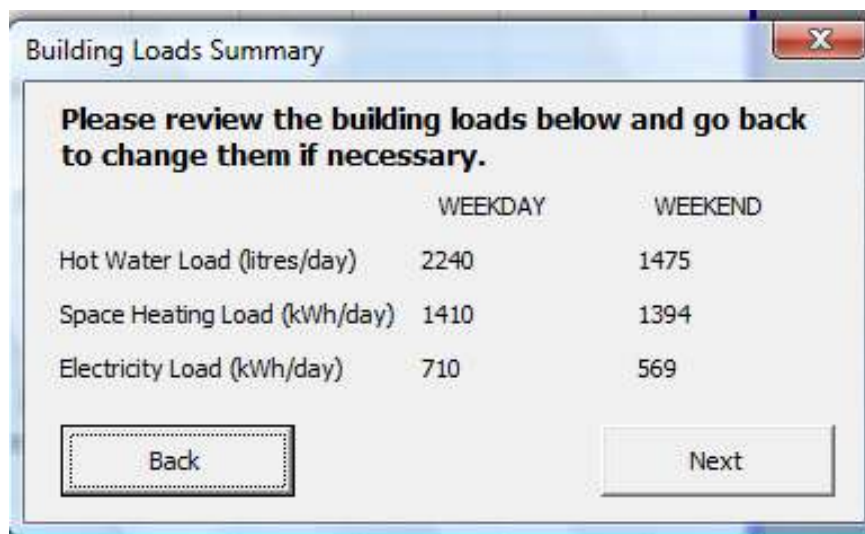 Building Loads Summary
Please review the building loads below and go back
to change them if necessary.
WEEKDAY WEEKEND
Hot Water Load (litres/day) 2240 1475
Space Heating Load (kWh/day) 1410 1394
Electricity Load (kWh/day) 710 569
Back Next